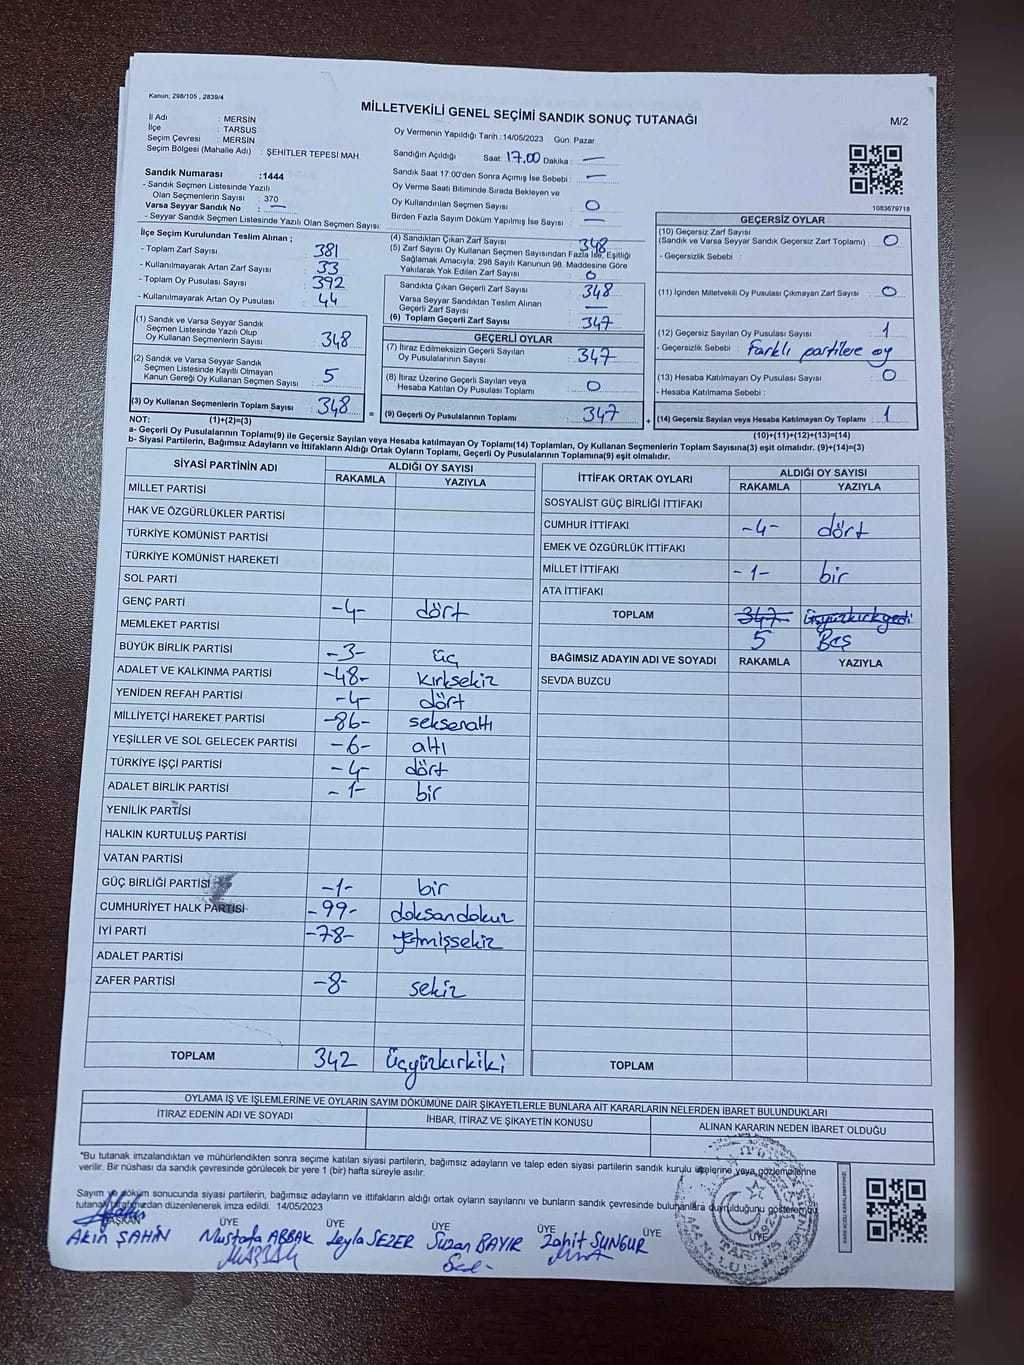 Kanun; 298/105 , 2839/4
MİLLETVEKİLİ GENEL SEÇİMİ SANDIK SONUÇ TUTANAĞI
M/2
İl Adı : MERSİN
İlçe : TARSUS
Seçim Çevresi : MERSİN
Seçim Bölgesi (Mahalle Adı) : ŞEHİTLER TEPESİ MAH.
Sandık Numarası :1444
- Sandık Seçmen Listesinde Yazılı
Olan Seçmenlerin Sayısı : 370
Varsa Seyyar Sandık No : —
- Seyyar Sandık Seçmen Listesinde Yazılı Olan Seçmen Sayısı:
Oy Vermenin Yapıldığı Tarih :14/05/2023 Gün: Pazar
Sandığın Açıldığı Saat: 17.00 Dakika : —
Sandık Saat 17.00'den Sonra Açımış İse Sebebi : —
Oy Verme Saati Bitiminde Sırada Bekleyen ve
Oy Kullandırılan Seçmen Sayısı : 0
Birden Fazla Sayım Döküm Yapılmış İse Sayısı : —
1083679718
İlçe Seçim Kurulundan Teslim Alınan ;
- Toplam Zarf Sayısı : 381
- Kullanılmayarak Artan Zarf Sayısı : 33
- Toplam Oy Pusulası Sayısı : 392
- Kullanılmayarak Artan Oy Pusulası : 44
(1) Sandık ve Varsa Seyyar Sandık
Seçmen Listesinde Yazılı Olup
Oy Kullanan Seçmenlerin Sayısı : 348
(2) Sandık ve Varsa Seyyar Sandık
Seçmen Listesinde Kayıtlı Olmayan
Kanun Gereği Oy Kullanan Seçmen Sayısı : 5
(3) Oy Kullanan Seçmenlerin Toplam Sayısı : 348
(4) Sandıktan Çıkan Zarf Sayısı : 348
(5) Zarf Sayısı Oy Kullanan Seçmen Sayısından Fazla İse, Eşitliği
Sağlamak Amacıyla; 298 Sayılı Kanunun 98. Maddesine Göre
Yakılarak Yok Edilen Zarf Sayısı : 0
Sandıkta Çıkan Geçerli Zarf Sayısı : 348
Varsa Seyyar Sandıktan Teslim Alınan
Geçerli Zarf Sayısı : —
(6) Toplam Geçerli Zarf Sayısı : 347
GEÇERLİ OYLAR
(7) İtiraz Edilmeksizin Geçerli Sayılan
Oy Pusulalarının Sayısı : 347
(8) İtiraz Üzerine Geçerli Sayılan veya
Hesaba Katılan Oy Pusulaları Toplamı : 0
= (9) Geçerli Oy Pusulalarının Toplamı : 347 +
GEÇERSİZ OYLAR
(10) Geçersiz Zarf Sayısı
(Sandık ve Varsa Seyyar Sandık Geçersiz Zarf Toplamı) : 0
- Geçersizlik Sebebi :
(11) İçinden Milletvekili Oy Pusulası Çıkmayan Zarf Sayısı : 0
(12) Geçersiz Sayılan Oy Pusulası Sayısı : 1
- Geçersizlik Sebebi : Farklı partilere oy
(13) Hesaba Katılmayan Oy Pusulası Sayısı : 0
- Hesaba Katılmama Sebebi :
(14) Geçersiz Sayılan veya Hesaba Katılmayan Oy Toplamı : 1
NOT: (1)+(2)=(3)
(10)+(11)+(12)+(13)=(14)
a- Geçerli Oy Pusulalarının Toplamı(9) ile Geçersiz Sayılan veya Hesaba katılmayan Oy Toplamı(14) Toplamları, Oy Kullanan Seçmenlerin Toplam Sayısına(3) eşit olmalıdır. (9)+(14)=(3)
b- Siyasi Partilerin, Bağımsız Adayların ve İttifakların Aldığı Ortak Oyların Toplamı, Geçerli Oy Pusulalarının Toplamına(9) eşit olmalıdır.
SİYASİ PARTİNİN ADI ALDIĞI OY SAYISI
RAKAMLA YAZIYLA
MİLLET PARTİSİ
HAK VE ÖZGÜRLÜKLER PARTİSİ
TÜRKİYE KOMÜNİST PARTİSİ
TÜRKİYE KOMÜNİST HAREKETİ
SOL PARTİ
GENÇ PARTİ -4- dört
MEMLEKET PARTİSİ
BÜYÜK BİRLİK PARTİSİ -3- üç
ADALET VE KALKINMA PARTİSİ -48- kırksekiz
YENİDEN REFAH PARTİSİ -4- dört
MİLLİYETÇİ HAREKET PARTİSİ -86- seksenaltı
YEŞİLLER VE SOL GELECEK PARTİSİ -6- altı
TÜRKİYE İŞÇİ PARTİSİ -4- dört
ADALET BİRLİK PARTİSİ -1- bir
YENİLİK PARTİSİ
HALKIN KURTULUŞ PARTİSİ
VATAN PARTİSİ
GÜÇ BİRLİĞİ PARTİSİ -1- bir
CUMHURİYET HALK PARTİSİ -99- doksandokuz
İYİ PARTİ -78- yetmişsekiz
ADALET PARTİSİ
ZAFER PARTİSİ -8- sekiz
TOPLAM 342 üçyüzkırkiki
İTTİFAK ORTAK OYLARI ALDIĞI OY SAYISI
RAKAMLA YAZIYLA
SOSYALİST GÜÇ BİRLİĞİ İTTİFAKI
CUMHUR İTTİFAKI -4- dört
EMEK VE ÖZGÜRLÜK İTTİFAKI
MİLLET İTTİFAKI -1- bir
ATA İTTİFAKI
TOPLAM 347 üçyüzkırkyedi
5 Beş
BAĞIMSIZ ADAYIN ADI VE SOYADI RAKAMLA YAZIYLA
SEVDA BUZCU
TOPLAM
OYLAMA İŞ VE İŞLEMLERİNE VE OYLARIN SAYIM DÖKÜMÜNE DAİR ŞİKAYETLERLE BUNLARA AİT KARARLARIN NELERDEN İBARET BULUNDUKLARI
İTİRAZ EDENİN ADI VE SOYADI İHBAR, İTİRAZ VE ŞİKAYETİN KONUSU ALINAN KARARIN NEDEN İBARET OLDUĞU
"Bu tutanak imzalandıktan ve mühürlendikten sonra seçime katılan siyasi partilerin, bağımsız adayların ve talep eden siyasi partilerin sandık kurulu üyelerine veya gözlemcilerine
verilir. Bir nüshası da sandık çevresinde görülecek bir yere 1 (bir) hafta süreyle asılır.
Sayım ve döküm sonucunda siyasi partilerin, bağımsız adayların ve ittifakların aldığı ortak oyların sayılarını ve bunların sandık çevresinde bulunanlara duyrulduğunu gösterem bu
tutanak tarafımızdan düzenlenerek imza edildi. 14/05/2023
BAŞKAN ÜYE ÜYE ÜYE ÜYE ÜYE ÜYE
Akın ŞAHİN Mustafa ABBAK Leyla SEZER Suzan BAYIR Zahit SUNGUR